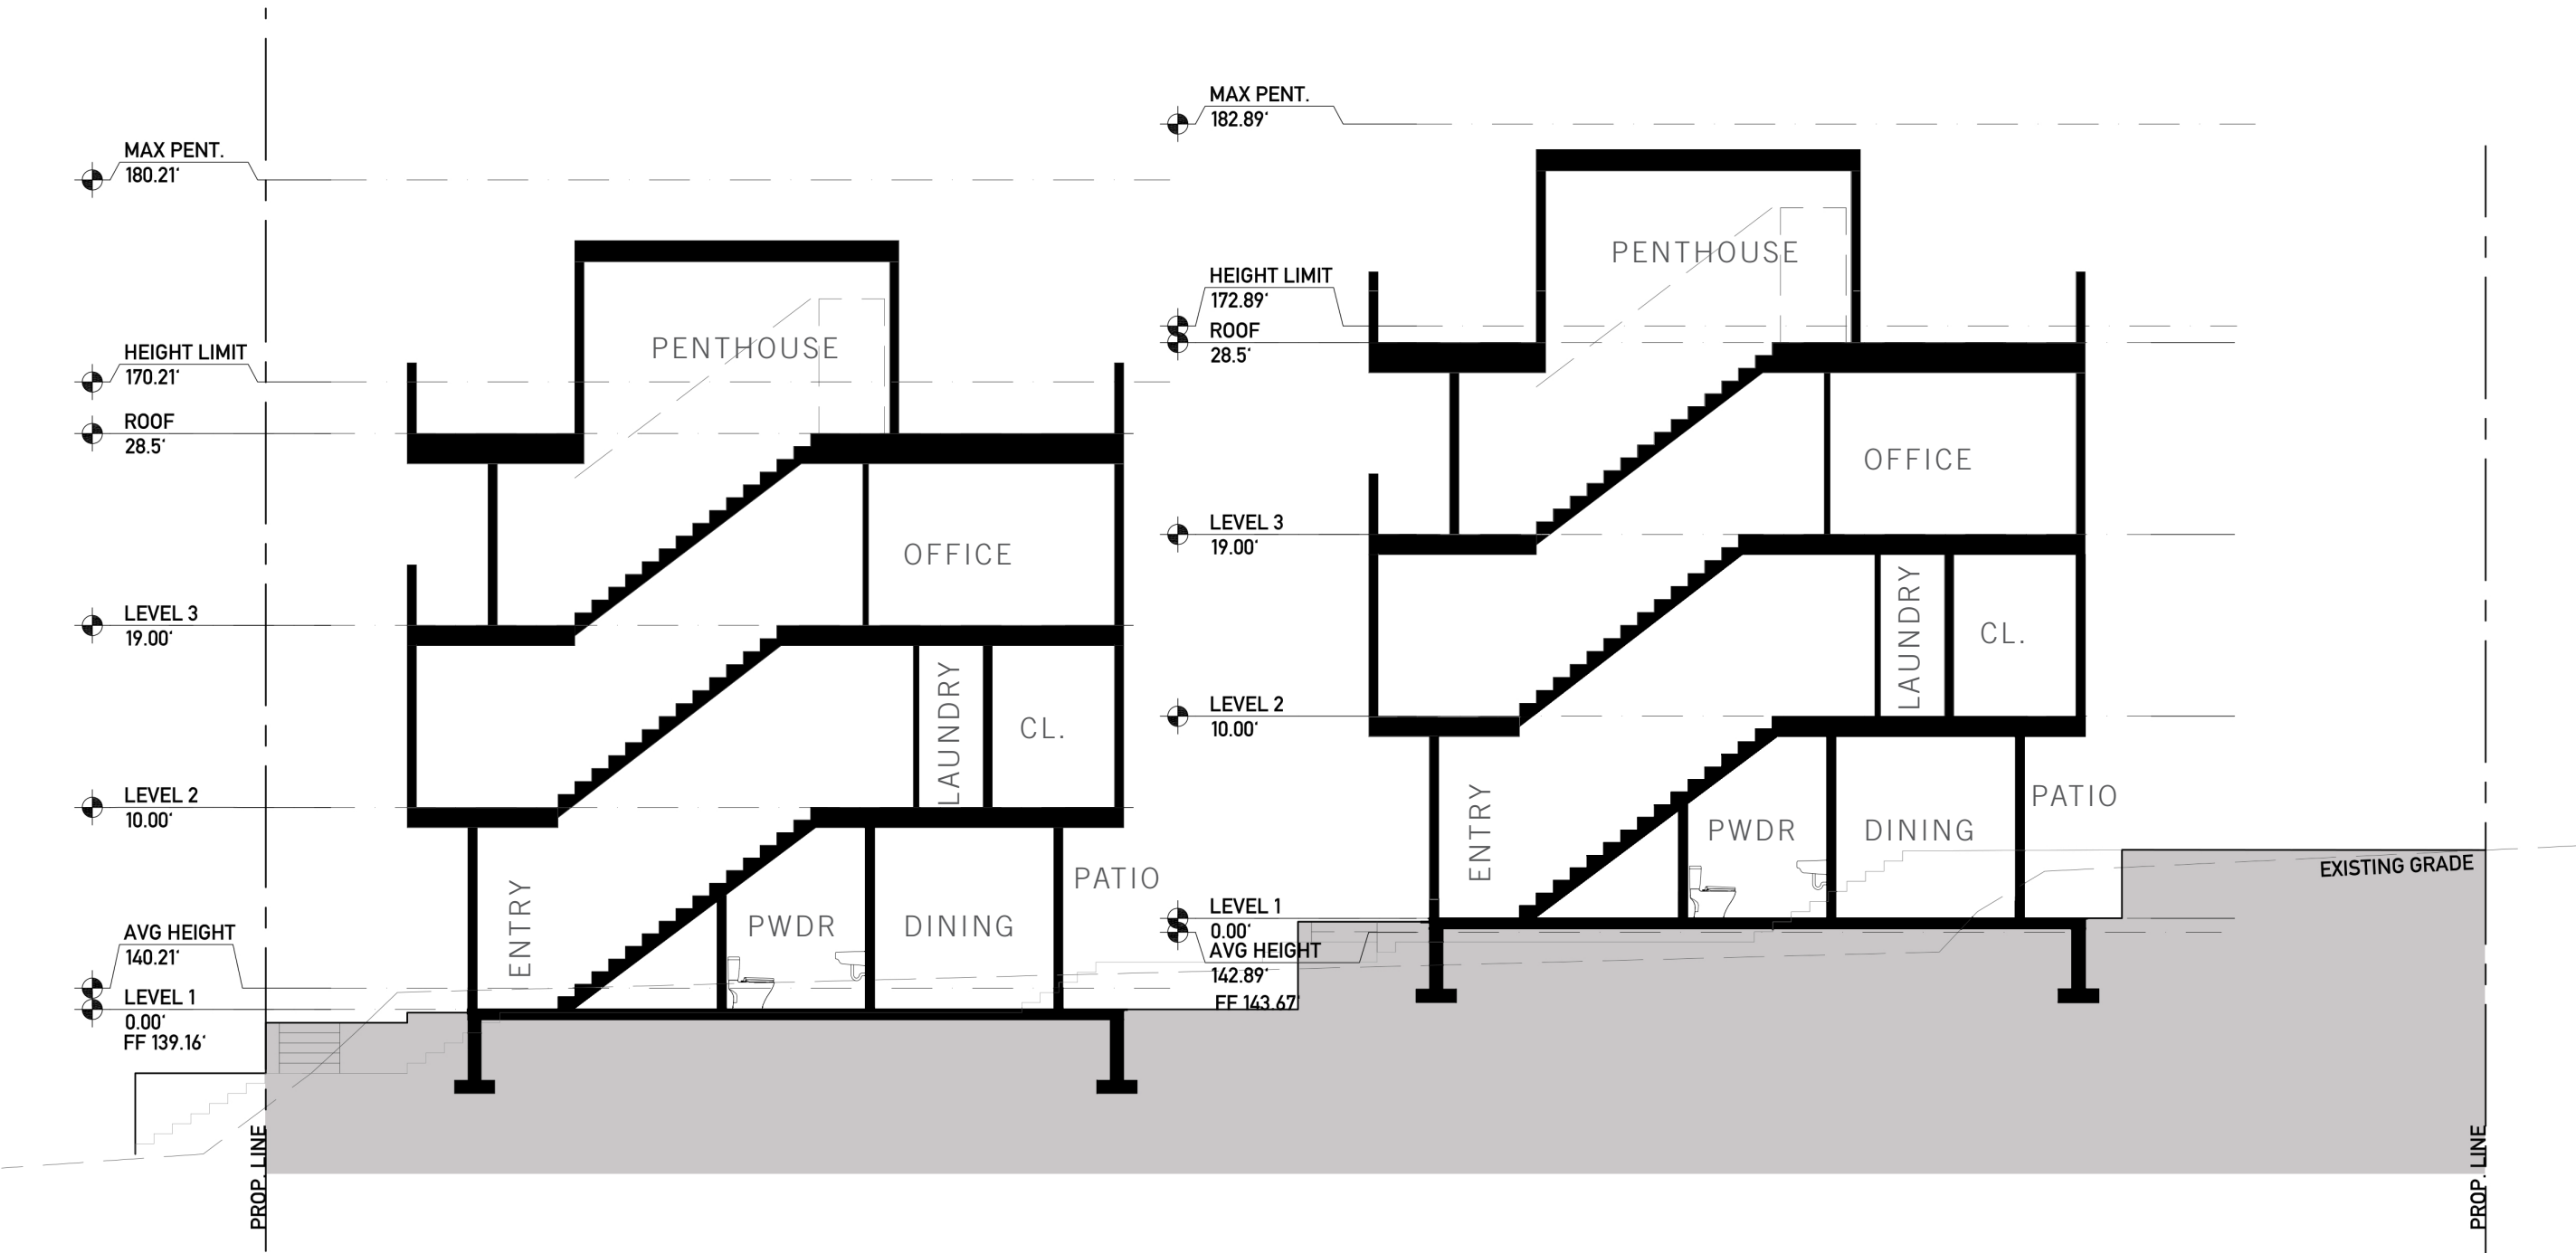 MAX PENT.
180.21'
HEIGHT LIMIT
170.21'
ROOF
28.5'
LEVEL 3
19.00'
LEVEL 2
10.00'
AVG HEIGHT
140.21'
LEVEL 1
0.00'
FF 139.16'
PROP. LINE
PENTHOUSE
OFFICE
LAUNDRY
CL.
ENTRY
PWDR
DINING
PATIO
MAX PENT.
182.89'
HEIGHT LIMIT
172.89'
ROOF
28.5'
LEVEL 3
19.00'
LEVEL 2
10.00'
LEVEL 1
0.00'
AVG HEIGHT
142.89'
FF 143.67'
PENTHOUSE
OFFICE
LAUNDRY
CL.
ENTRY
PWDR
DINING
PATIO
EXISTING GRADE
PROP. LINE